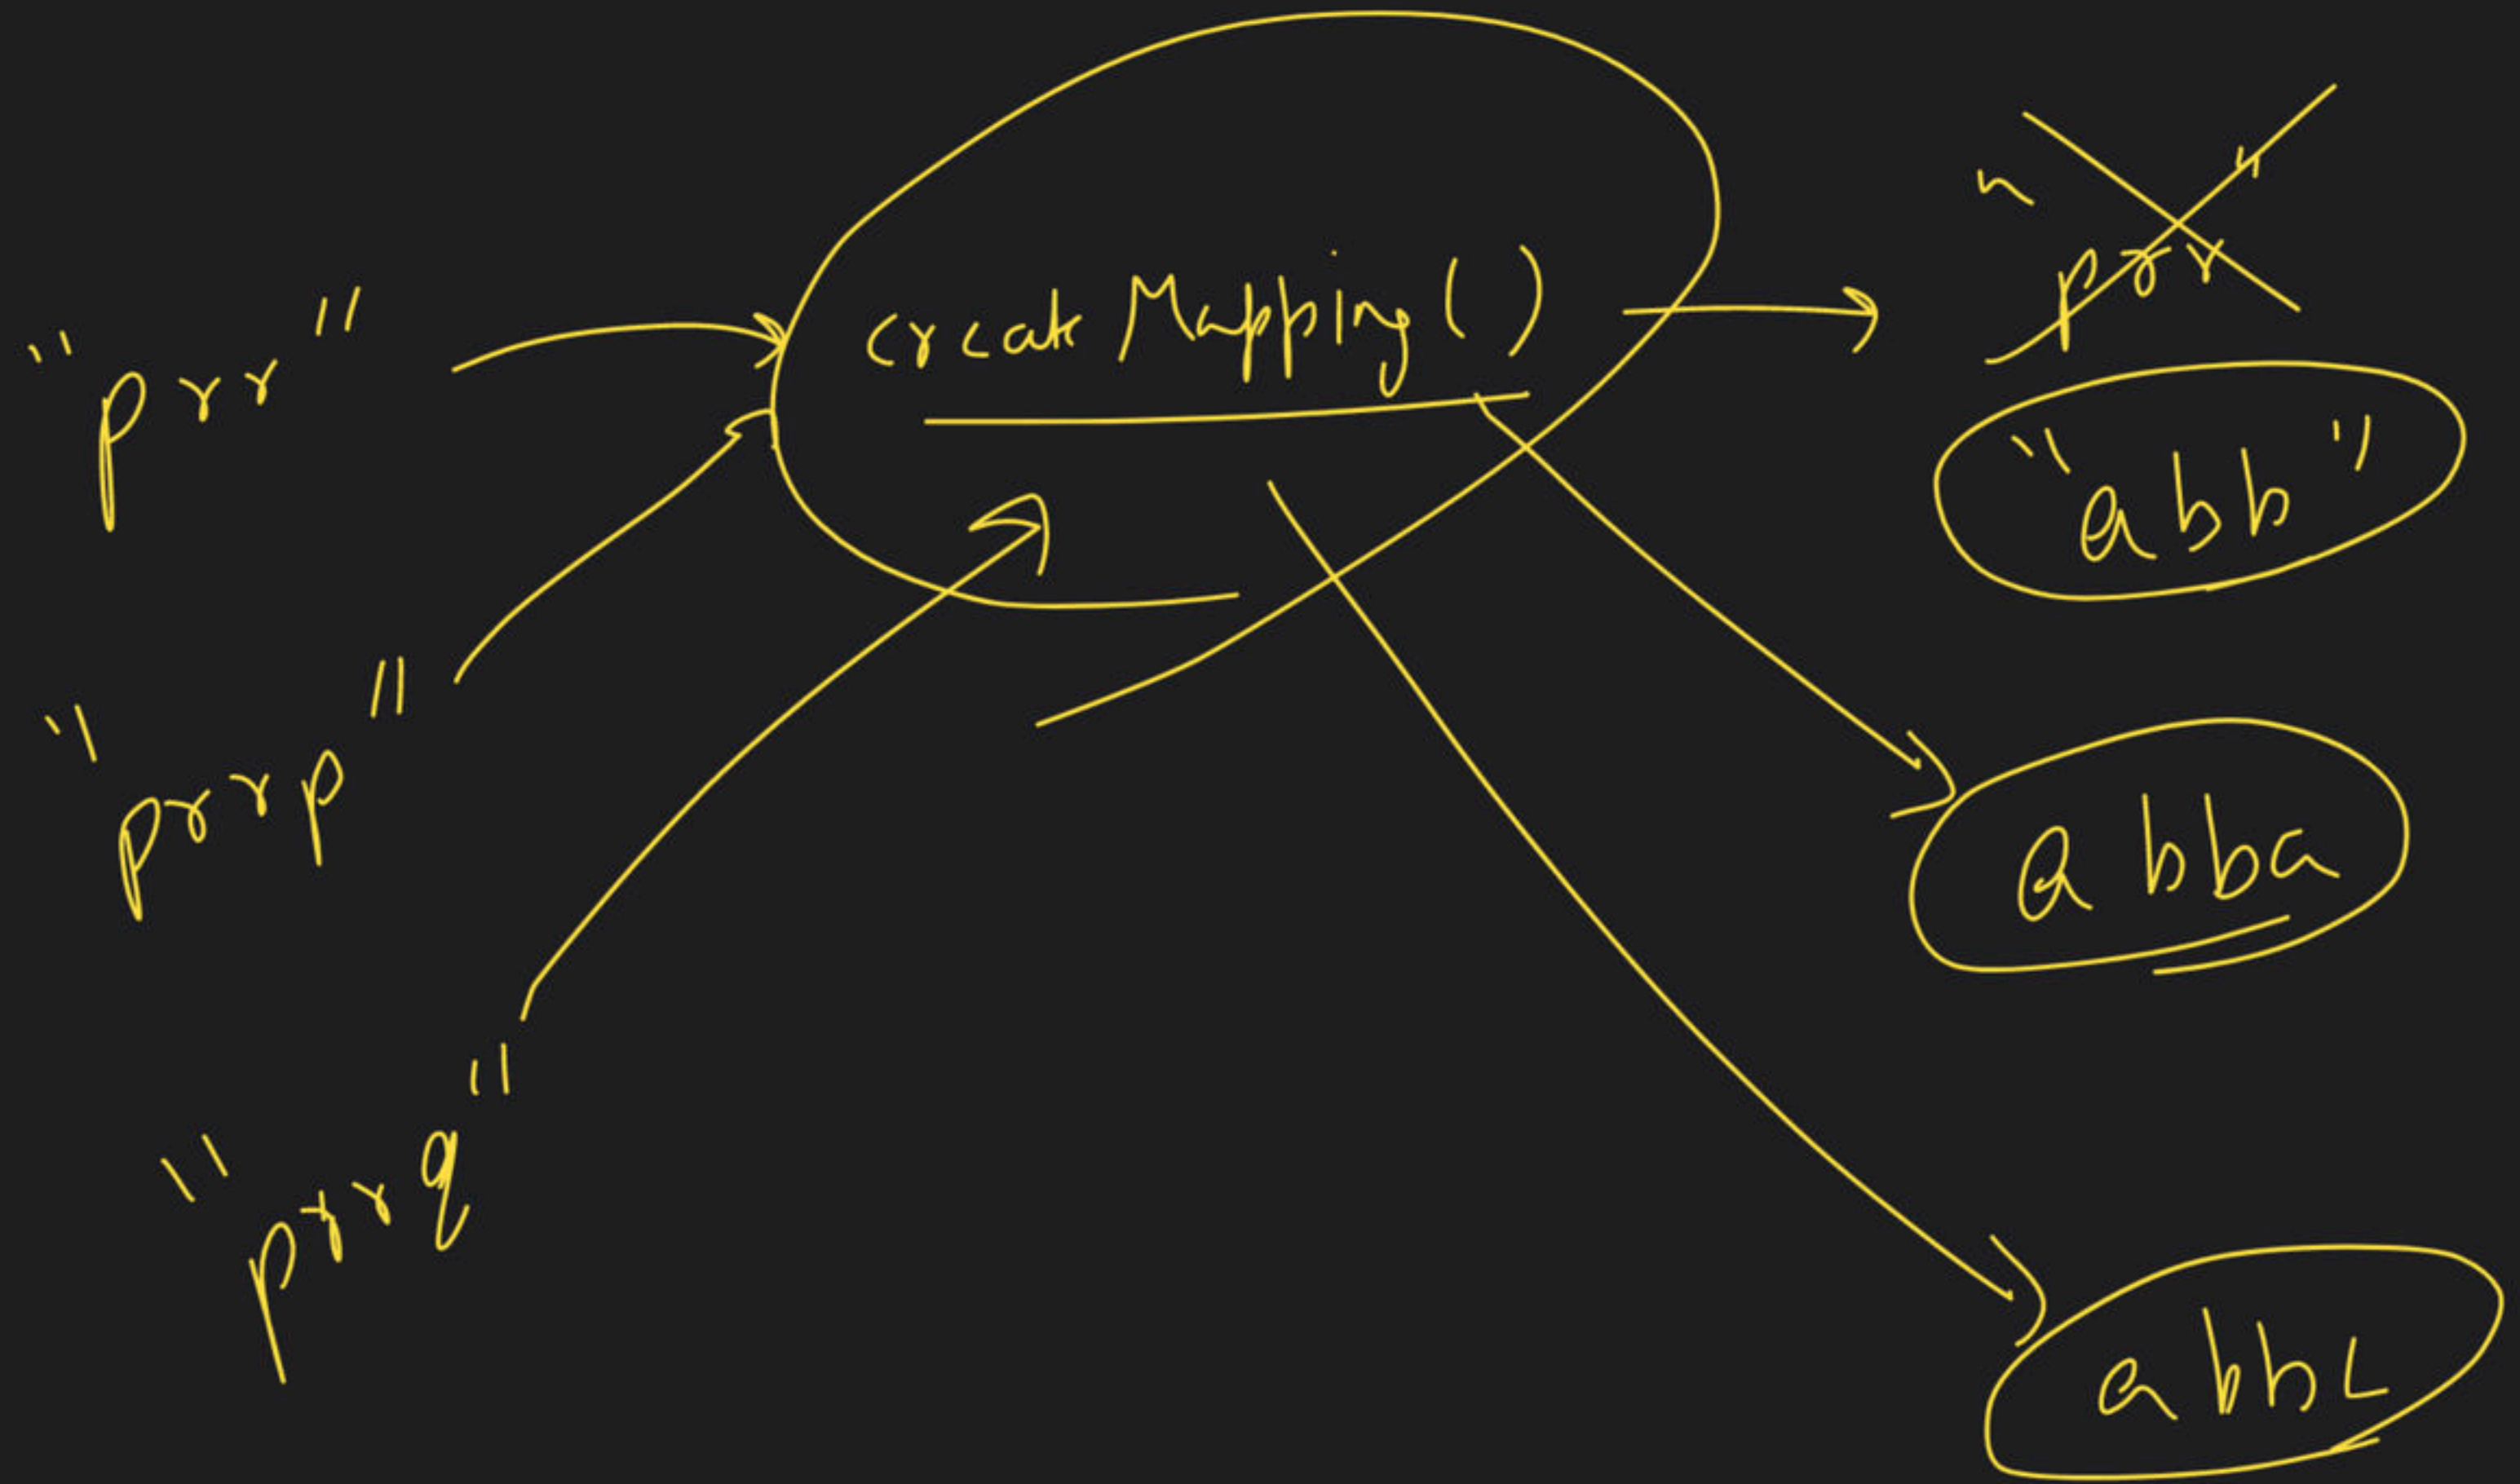 "prr"
createMapping()
"prr"
"abb"
"prrp"
abba
"prrq"
abbc